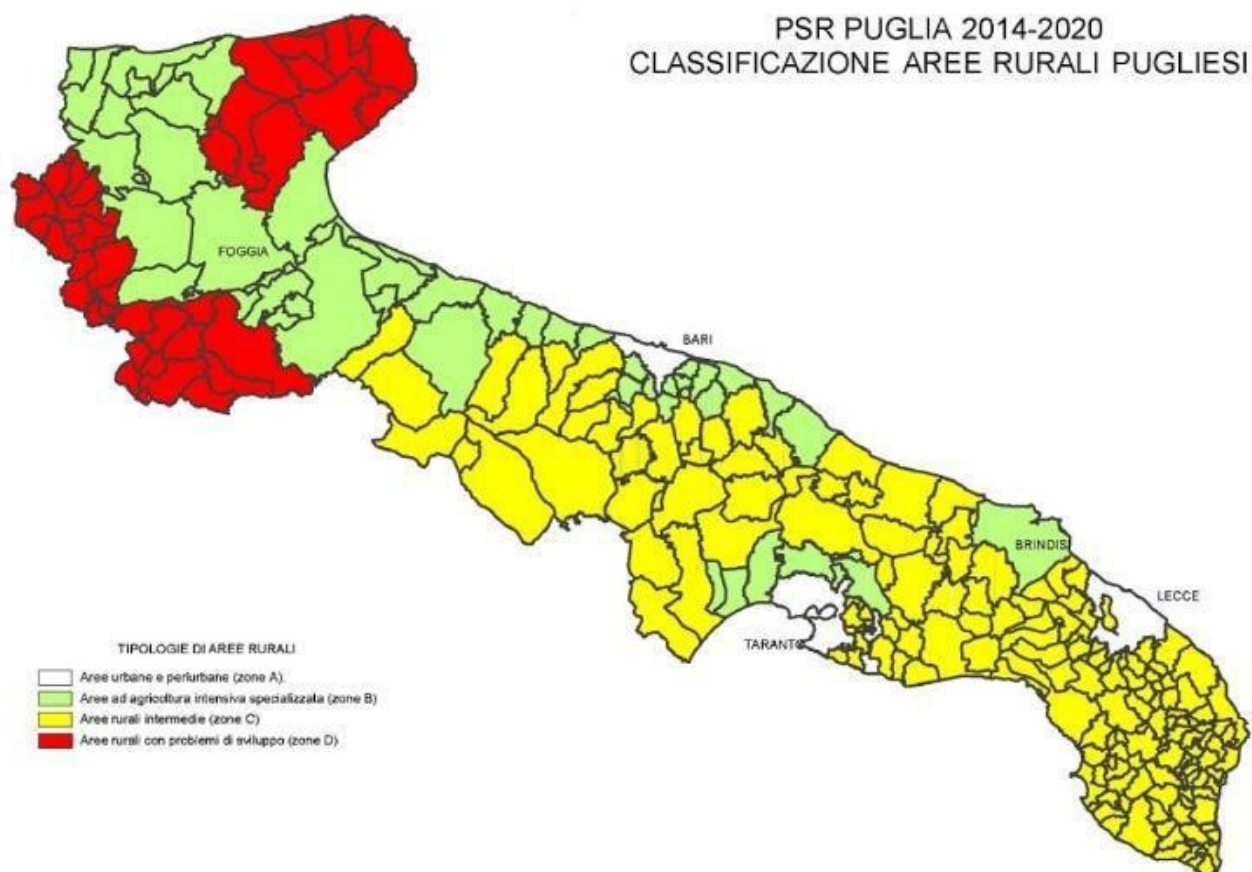 PSR PUGLIA 2014-2020
CLASSIFICAZIONE AREE RURALI PUGLIESI
FOGGIA
BARI
BRINDISI
LECCE
TARANTO
TIPOLOGIE DI AREE RURALI
Aree urbane e periurbane (zone A).
Aree ad agricoltura intensiva specializzata (zone B)
Aree rurali intermedie (zone C)
Aree rurali con problemi di sviluppo (zone D)